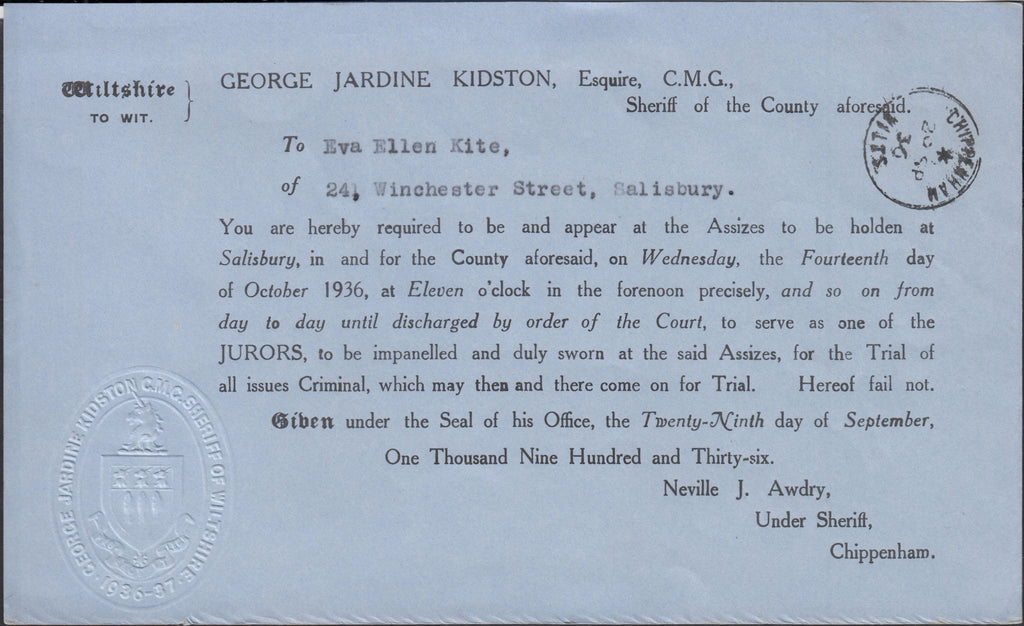 Wiltshire
TO WIT.
GEORGE JARDINE KIDSTON, Esquire, C.M.G.,
Sheriff of the County aforesaid.
CHIPPENHAM
WILTS
36
To Eva Ellen Kite,
of 24, Winchester Street, Salisbury.
You are hereby required to be and appear at the Assizes to be holden at
Salisbury, in and for the County aforesaid, on Wednesday, the Fourteenth day
of October 1936, at Eleven o'clock in the forenoon precisely, and so on from
day to day until discharged by order of the Court, to serve as one of the
JURORS, to be impanelled and duly sworn at the said Assizes, for the Trial of
all issues Criminal, which may then and there come on for Trial. Hereof fail not.
Given under the Seal of his Office, the Twenty-Ninth day of September,
One Thousand Nine Hundred and Thirty-six.
Neville J. Awdry,
Under Sheriff,
Chippenham.
GEORGE JARDINE KIDSTON C.M.G. SHERIFF OF WILTSHIRE.
1936-37